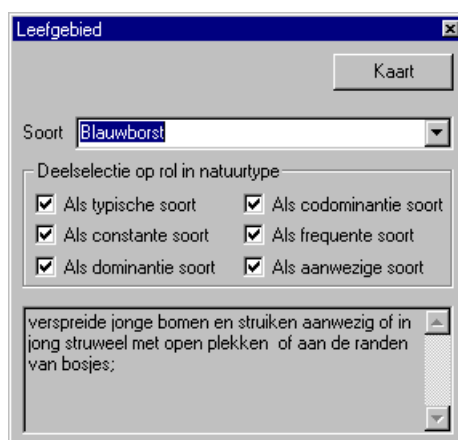 Leefgebied
Kaart
Soort Blauwborst
Deelselectie op rol in natuurtype
Als typische soort Als codominantie soort
Als constante soort Als frequente soort
Als dominantie soort Als aanwezige soort
verspreide jonge bomen en struiken aanwezig of in
jong struweel met open plekken of aan de randen
van bosjes;